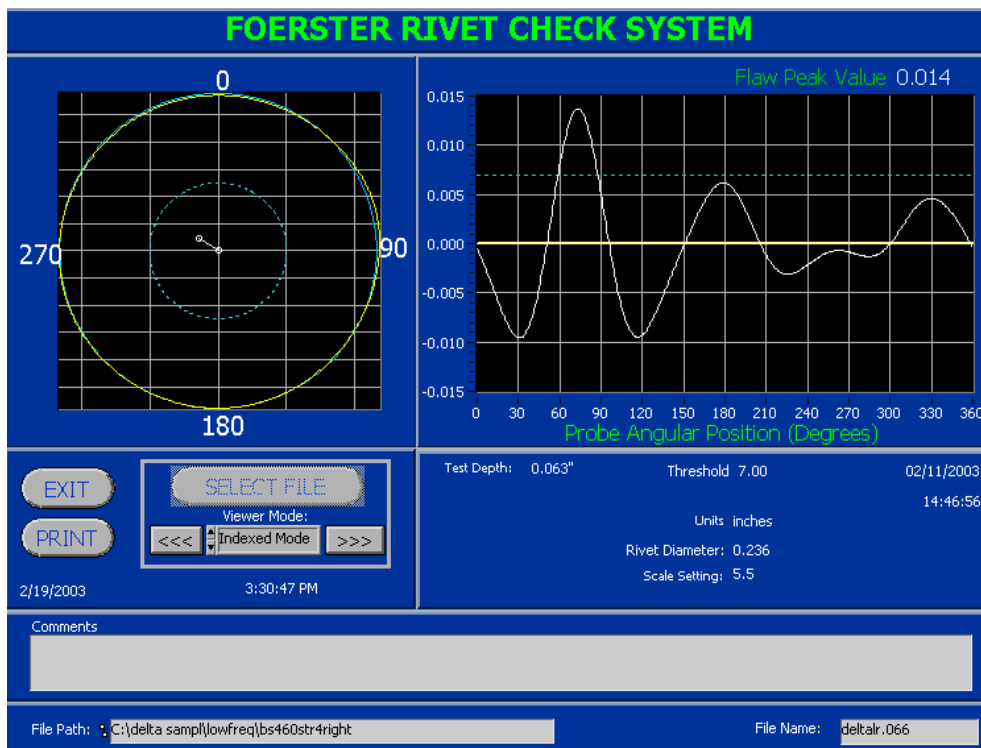 FOERSTER RIVET CHECK SYSTEM
0
270
90
180
Flaw Peak Value 0.014
0.015
0.010
0.005
0.000
-0.005
-0.010
-0.015
0 30 60 90 120 150 180 210 240 270 300 330 360
Probe Angular Position (Degrees)
EXIT
PRINT
SELECT FILE
Viewer Mode:
<<< Indexed Mode >>>
2/19/2003 3:30:47 PM
Test Depth: 0.063" Threshold 7.00 02/11/2003
14:46:56
Units inches
Rivet Diameter: 0.236
Scale Setting: 5.5
Comments
File Path: C:\delta sampl\lowfreq\bs460str4right File Name: deltalr.066